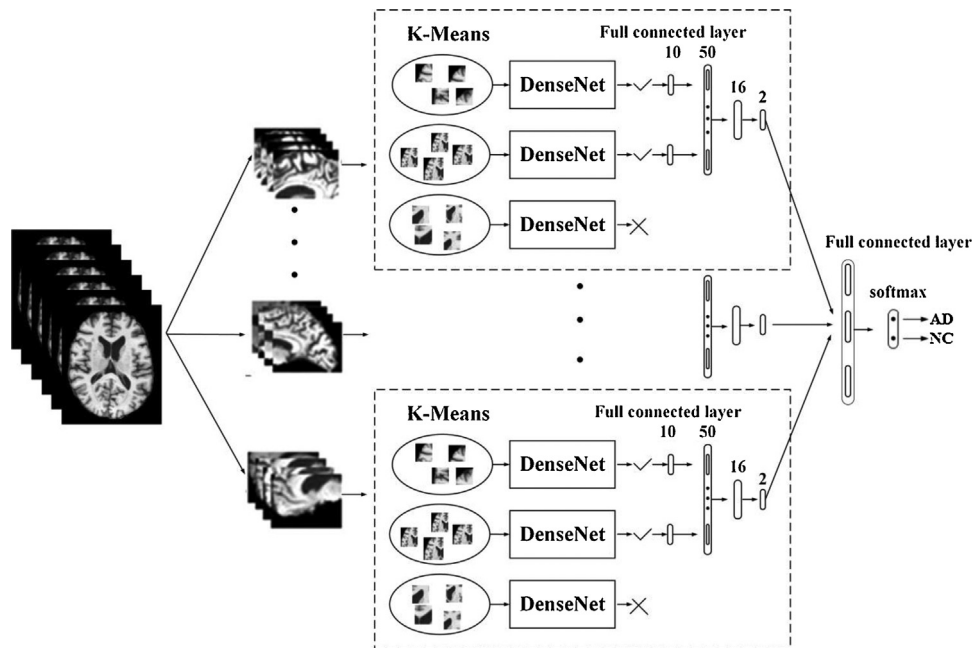 K-Means
Full connected layer
10
50
DenseNet
16
2
DenseNet
DenseNet
Full connected layer
softmax
AD
NC
K-Means
Full connected layer
10
50
DenseNet
16
2
DenseNet
DenseNet